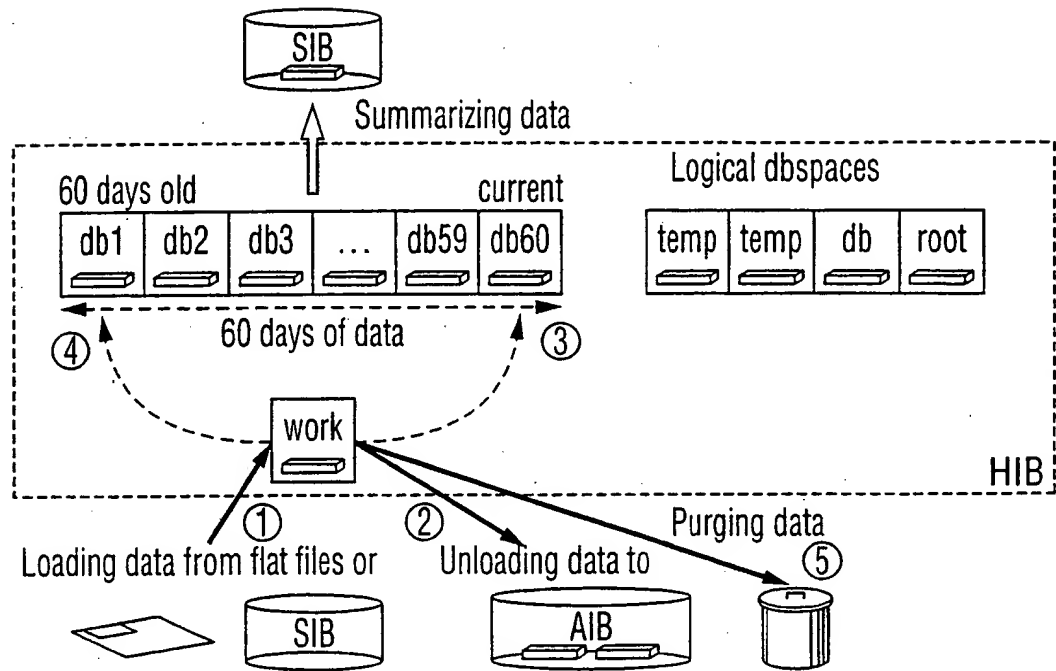 SIB
Summarizing data
60 days old
current
Logical dbspaces
db1 db2 db3 ... db59 db60
temp temp db root
60 days of data
④
③
work
HIB
①
②
Purging data
⑤
Loading data from flat files or
Unloading data to
SIB
AIB